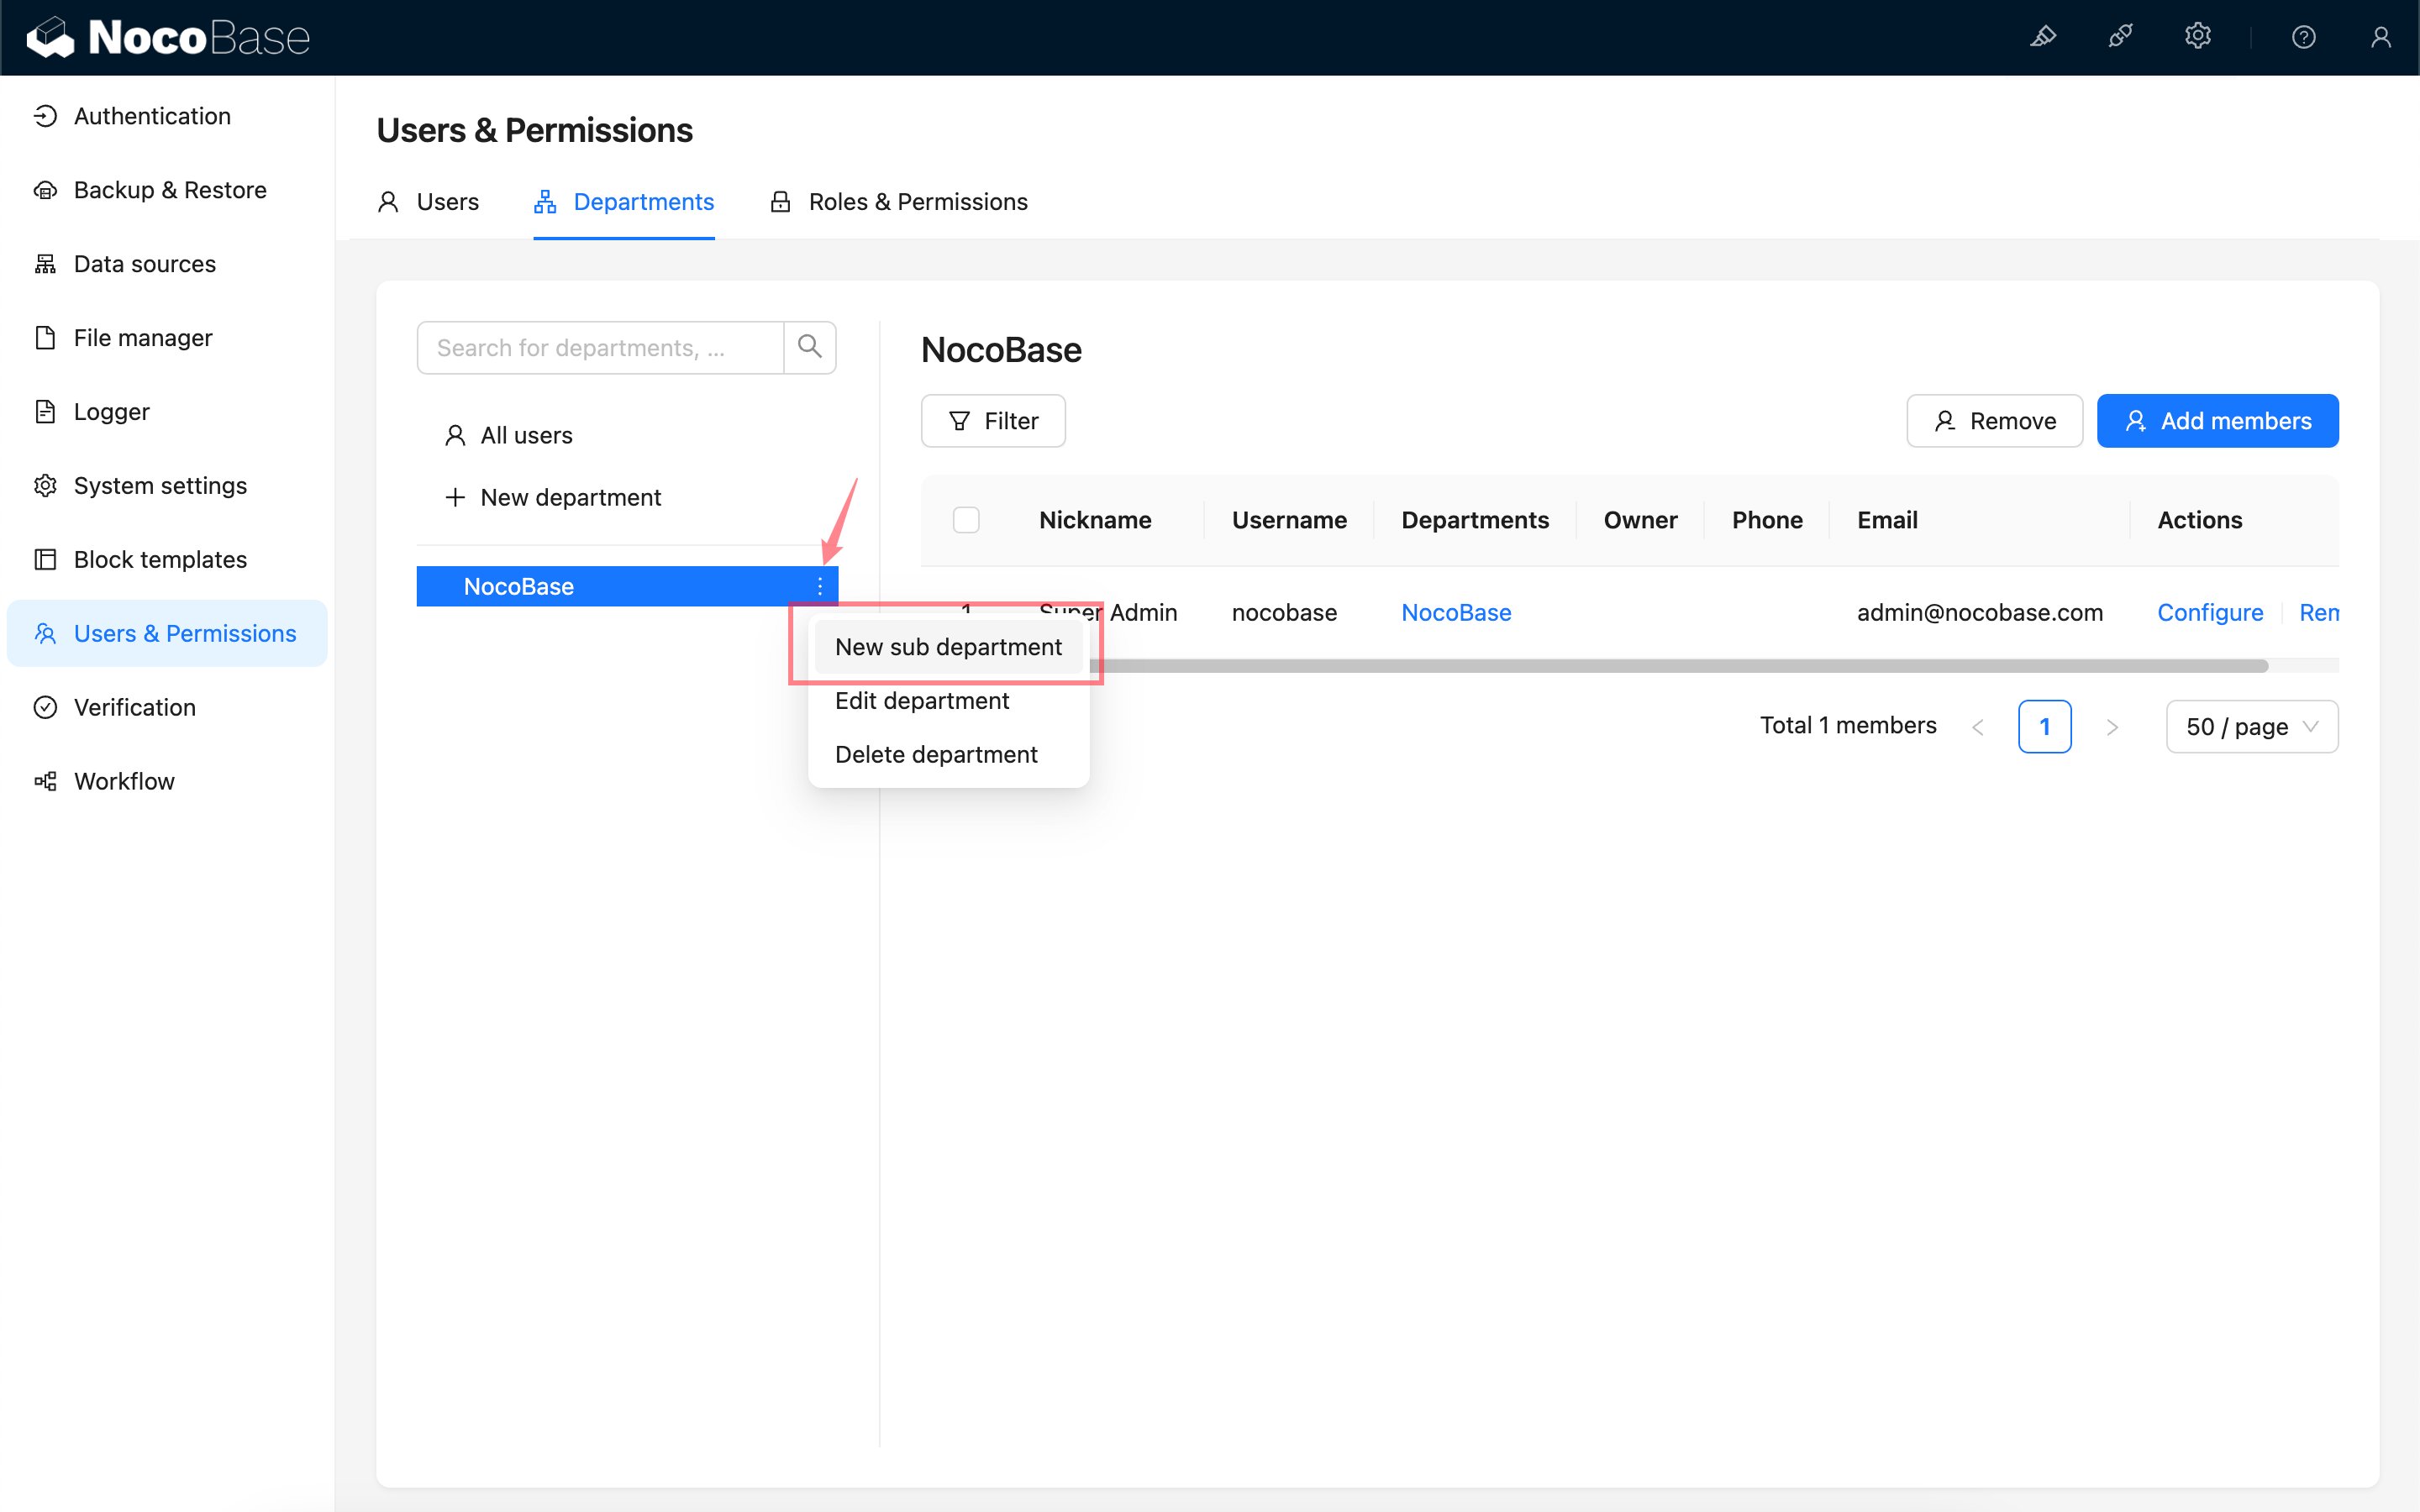 NocoBase
Authentication
Backup & Restore
Data sources
File manager
Logger
System settings
Block templates
Users & Permissions
Verification
Workflow
Users & Permissions
Users
Departments
Roles & Permissions
Search for departments, ...
All users
New department
NocoBase
New sub department
Edit department
Delete department
NocoBase
Filter
Remove
Add members
Nickname Username Departments Owner Phone Email Actions
1 Super Admin nocobase NocoBase admin@nocobase.com Configure Rem
Total 1 members
1
50 / page